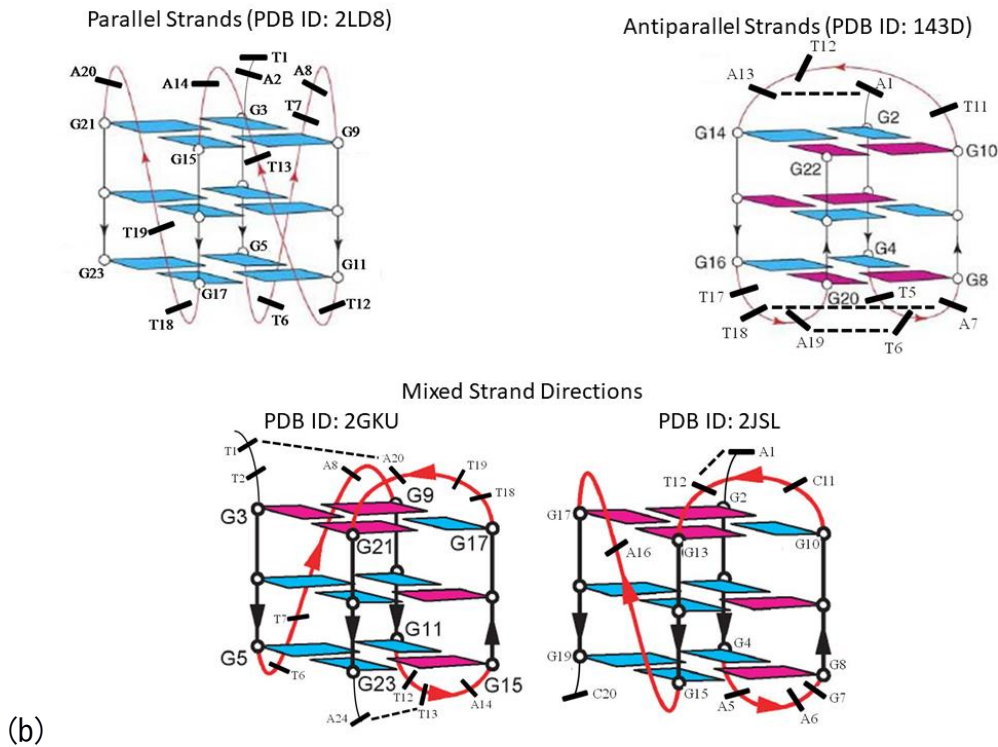 Parallel Strands (PDB ID: 2LD8)
T1
A20
A14
A2
A8
G3
T7
G21
G9
G15
T13
T19
G5
G23
G11
G17
T18
T6
T12
Antiparallel Strands (PDB ID: 143D)
T12
A13
A1
T11
G2
G14
G10
G22
G4
G16
G8
T17
G20
T5
T18
A7
A19
T6
Mixed Strand Directions
PDB ID: 2GKU
T1
A20
T2
A8
T19
T18
G3
G9
G21
G17
T7
G11
G5
T6
G23
G15
T12
A24
T13
A14
PDB ID: 2JSL
A1
T12
C11
G2
G17
G13
G10
A16
G4
G19
G8
C20
G15
A5
G7
A6
(b)